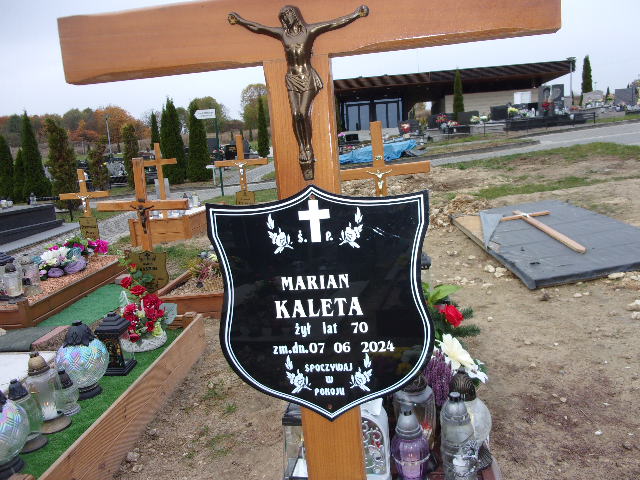 Ś. P.
MARIAN
KALETA
żył lat 70
zm.dn.07 06 2024
SPOCZYWAJ
W
POKOJU